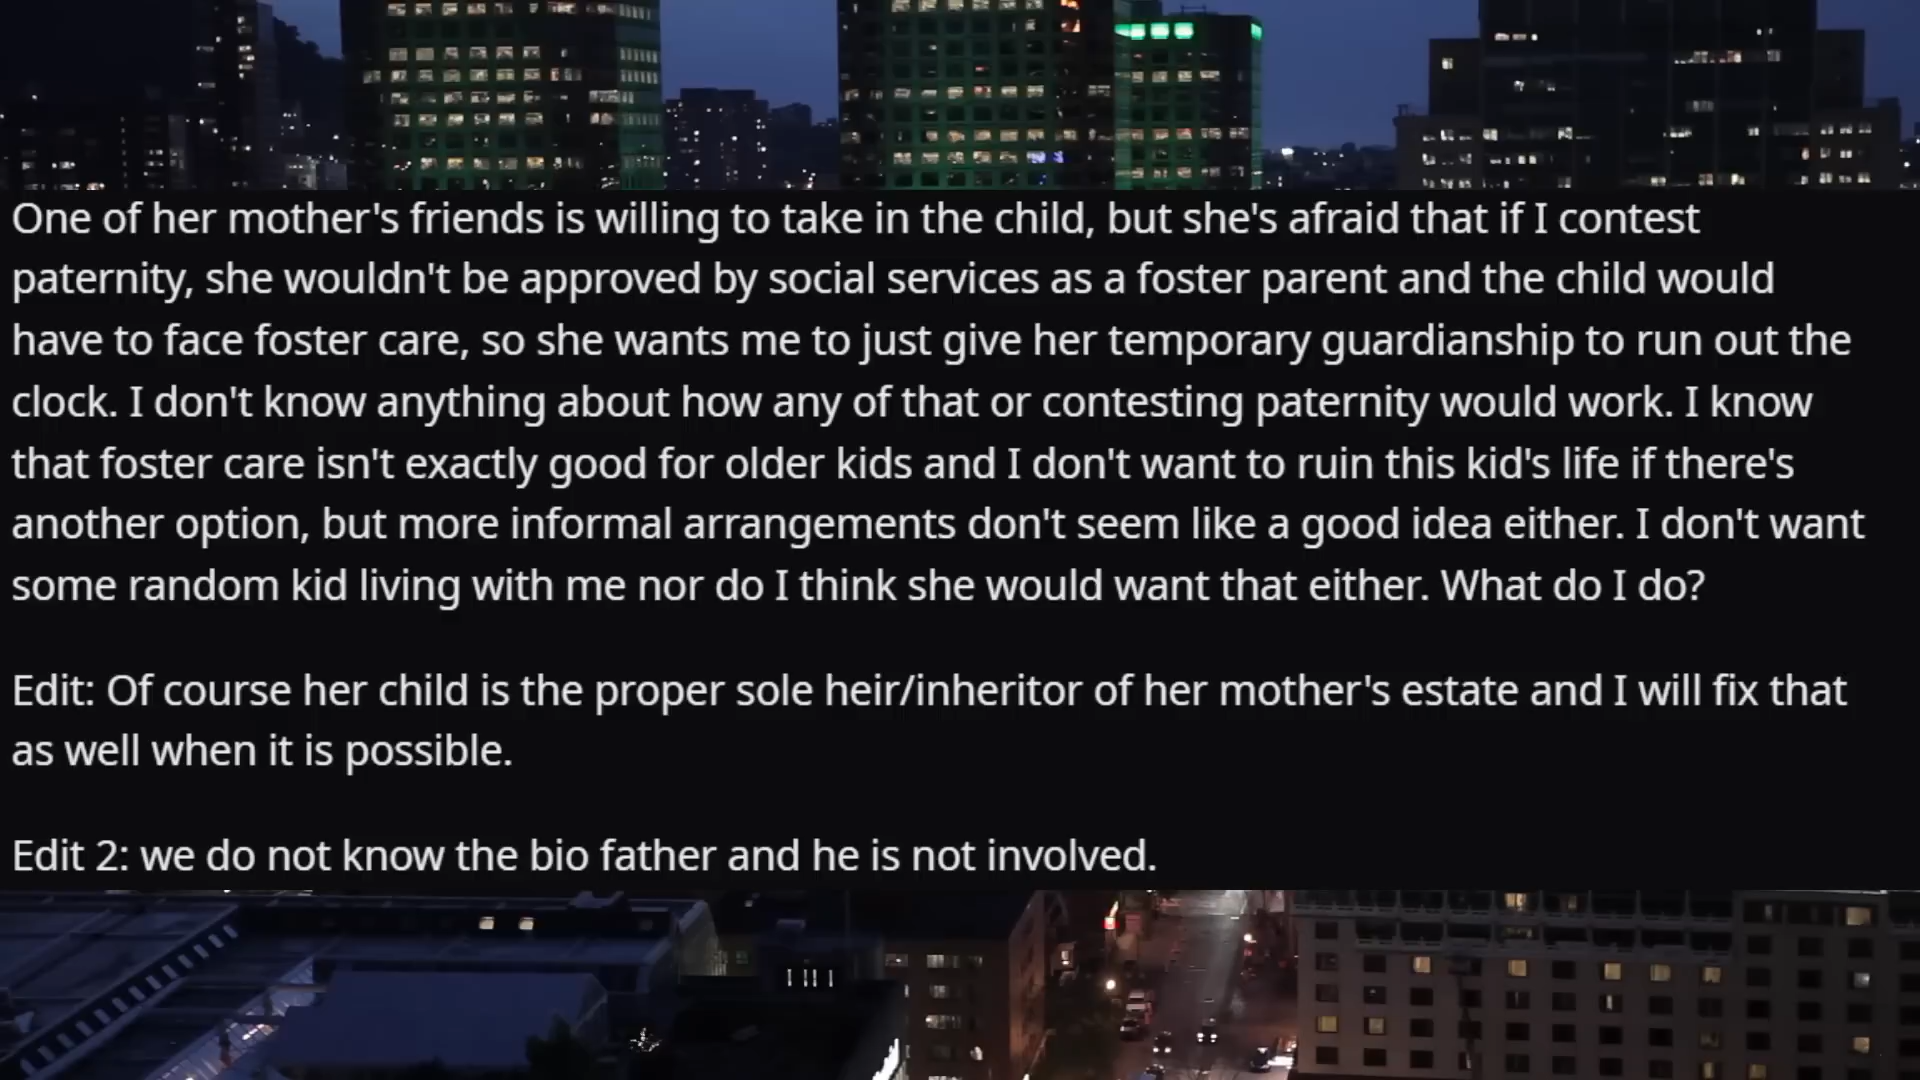 One of her mother's friends is willing to take in the child, but she's afraid that if I contest
paternity, she wouldn't be approved by social services as a foster parent and the child would
have to face foster care, so she wants me to just give her temporary guardianship to run out the
clock. I don't know anything about how any of that or contesting paternity would work. I know
that foster care isn't exactly good for older kids and I don't want to ruin this kid's life if there's
another option, but more informal arrangements don't seem like a good idea either. I don't want
some random kid living with me nor do I think she would want that either. What do I do?
Edit: Of course her child is the proper sole heir/inheritor of her mother's estate and I will fix that
as well when it is possible.
Edit 2: we do not know the bio father and he is not involved.